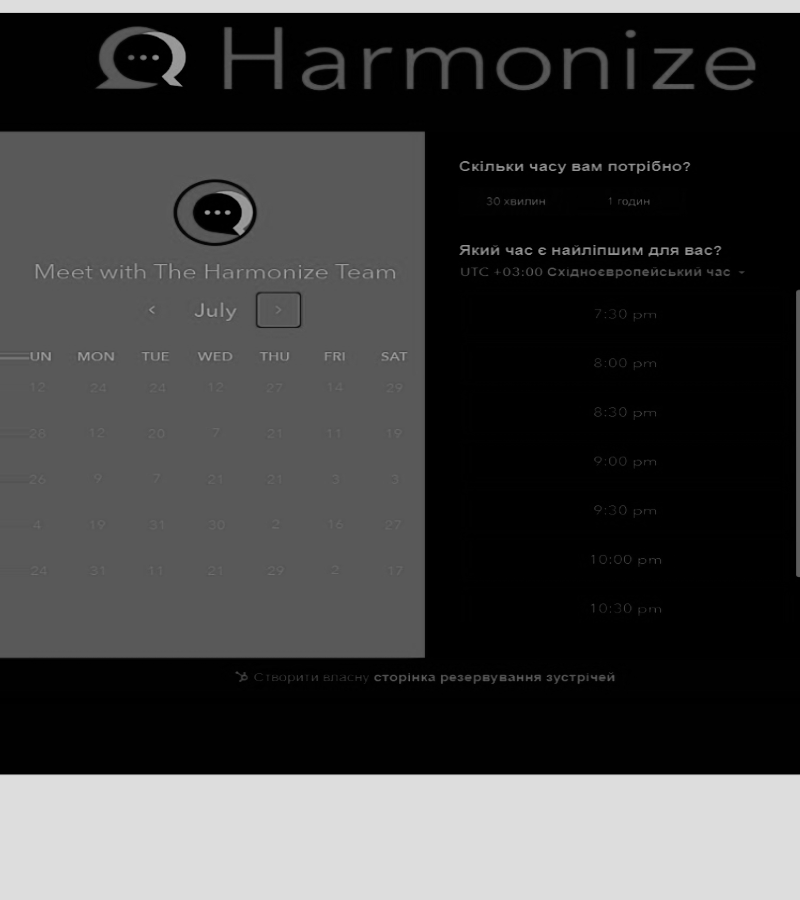 Harmonize
Meet with The Harmonize Team
July
UN MON TUE WED THU FRI SAT
12 24 24 12 27 14 29
28 12 20 7 21 11 19
26 9 7 21 21 3 3
4 19 31 30 2 16 27
24 31 11 21 29 2 17
Скільки часу вам потрібно?
30 хвилин 1 годин
Який час є найліпшим для вас?
UTC +03:00 Східноєвропейський час
7:30 pm
8:00 pm
8:30 pm
9:00 pm
9:30 pm
10:00 pm
10:30 pm
Створити власну сторінка резервування зустрічей